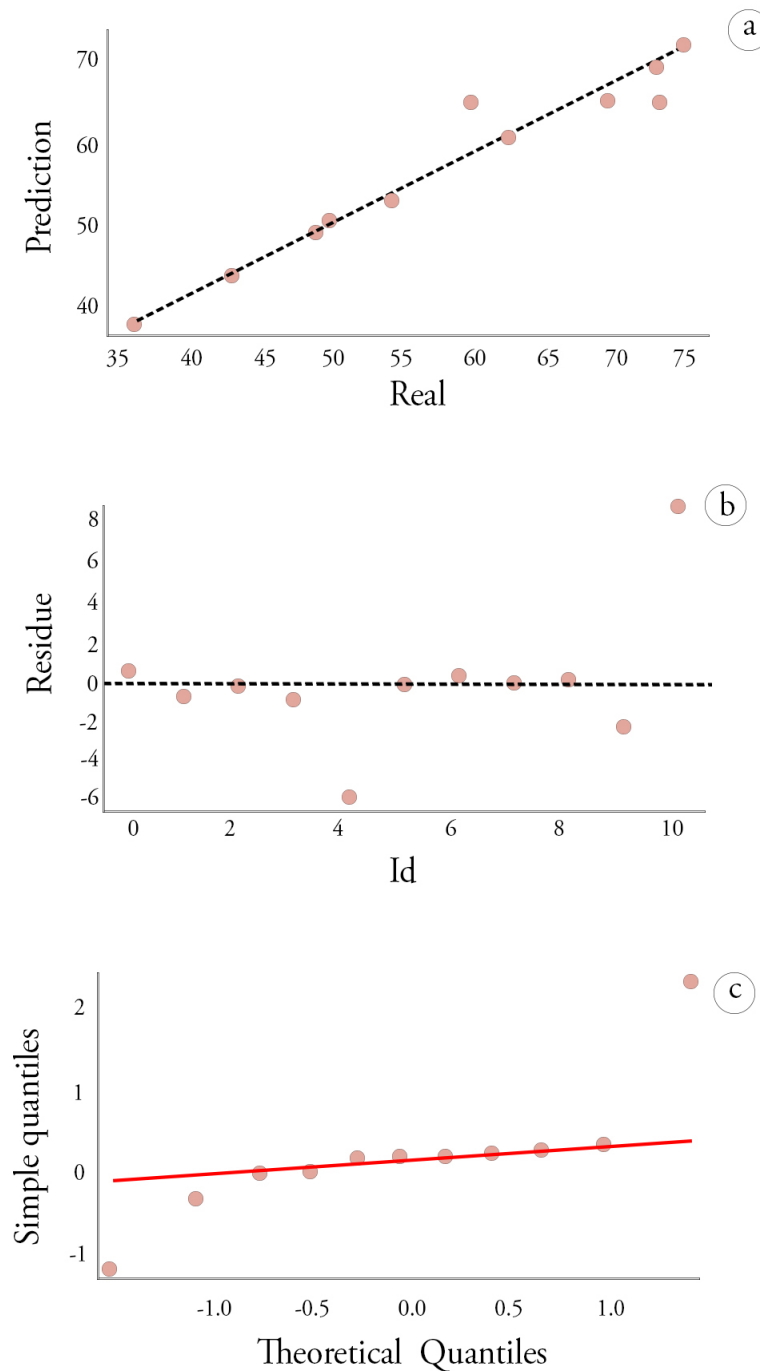 a
70
60
50
40
Prediction
35 40 45 50 55 60 65 70 75
Real
b
8
6
4
2
0
-2
-4
-6
Residue
0 2 4 6 8 10
Id
c
2
1
0
-1
Simple quantiles
-1.0 -0.5 0.0 0.5 1.0
Theoretical Quantiles